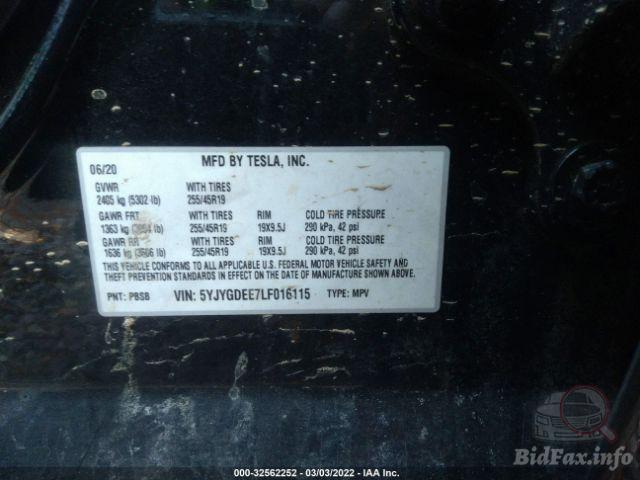 06/20 MFD BY TESLA, INC.
GVWR WITH TIRES
2405 kg (5302 lb) 255/45R19
GAWR FRT WITH TIRES RIM COLD TIRE PRESSURE
1363 kg (3004 lb) 255/45R19 19X9.5J 290 kPa, 42 psi
GAWR RR WITH TIRES RIM COLD TIRE PRESSURE
1636 kg (3606 lb) 255/45R19 19X9.5J 290 kPa, 42 psi
THIS VEHICLE CONFORMS TO ALL APPLICABLE U.S. FEDERAL MOTOR VEHICLE SAFETY AND
THEFT PREVENTION STANDARDS IN EFFECT ON THE DATE OF MANUFACTURE SHOWN ABOVE.
PNT: PBSB VIN: 5YJYGDEE7LF016115 TYPE: MPV
BidFax.info
000-32562252 - 03/03/2022 - IAA Inc.